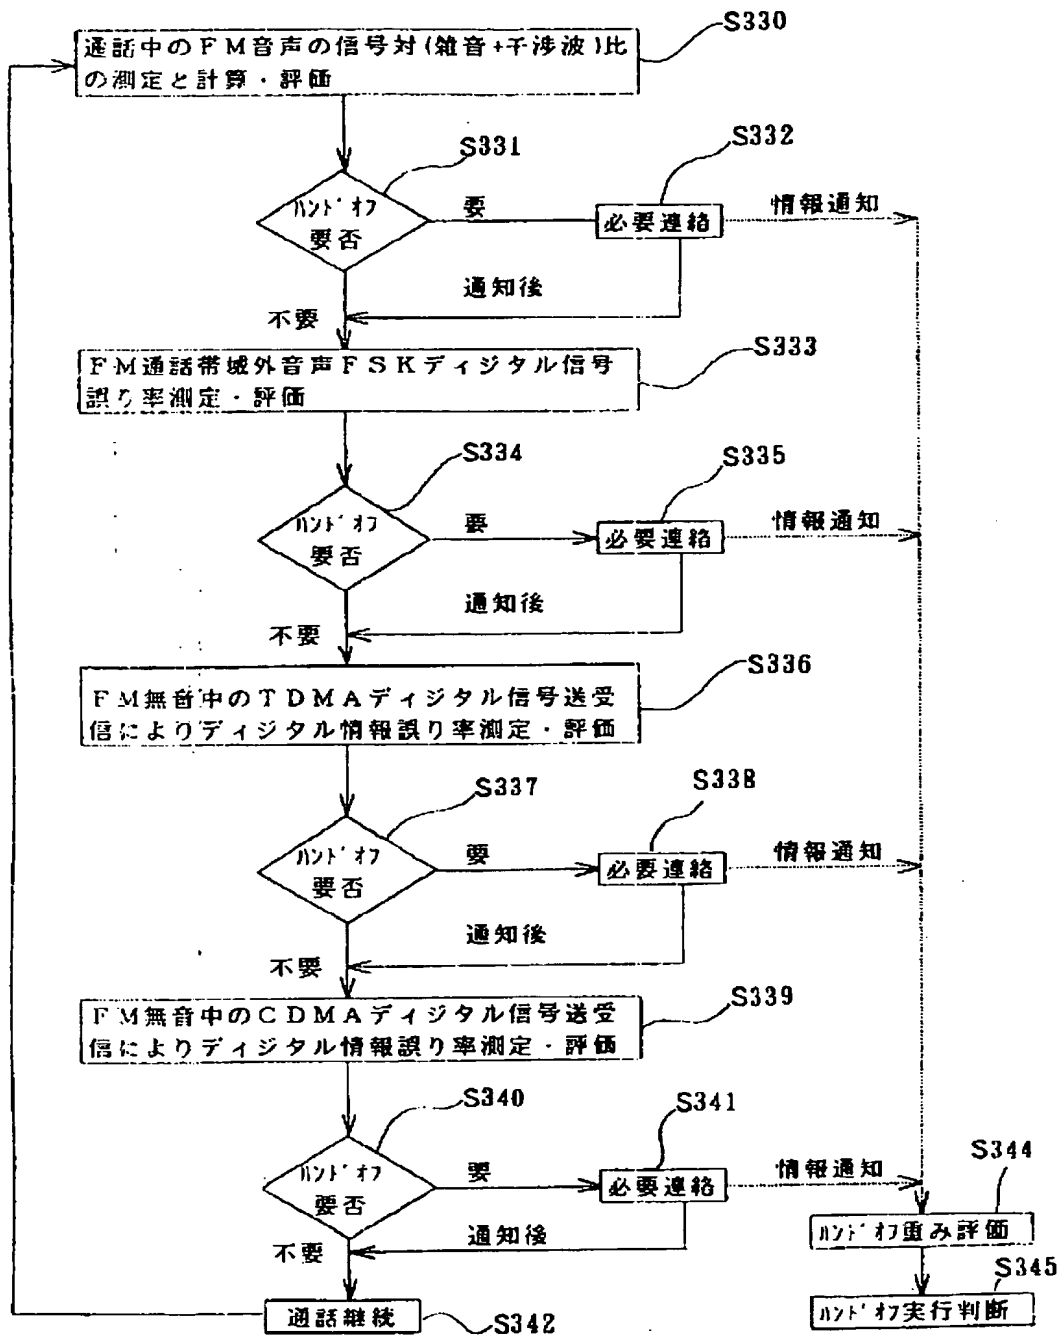 S330
通話中のFM音声の信号対(雑音+干渉波)比
の測定と計算・評価
S331
S332
ハンドオフ
要否
要
必要連絡
情報通知
通知後
不要
S333
FM通話帯域外音声FSKディジタル信号
誤り率測定・評価
S334
S335
ハンドオフ
要否
要
必要連絡
情報通知
通知後
不要
S336
FM無音中のTDMAディジタル信号送受
信によりディジタル情報誤り率測定・評価
S337
S338
ハンドオフ
要否
要
必要連絡
情報通知
通知後
不要
S339
FM無音中のCDMAディジタル信号送受
信によりディジタル情報誤り率測定・評価
S340
S341
ハンドオフ
要否
要
必要連絡
情報通知
通知後
不要
S344
ハンドオフ重み評価
S345
ハンドオフ実行判断
通話継続
S342